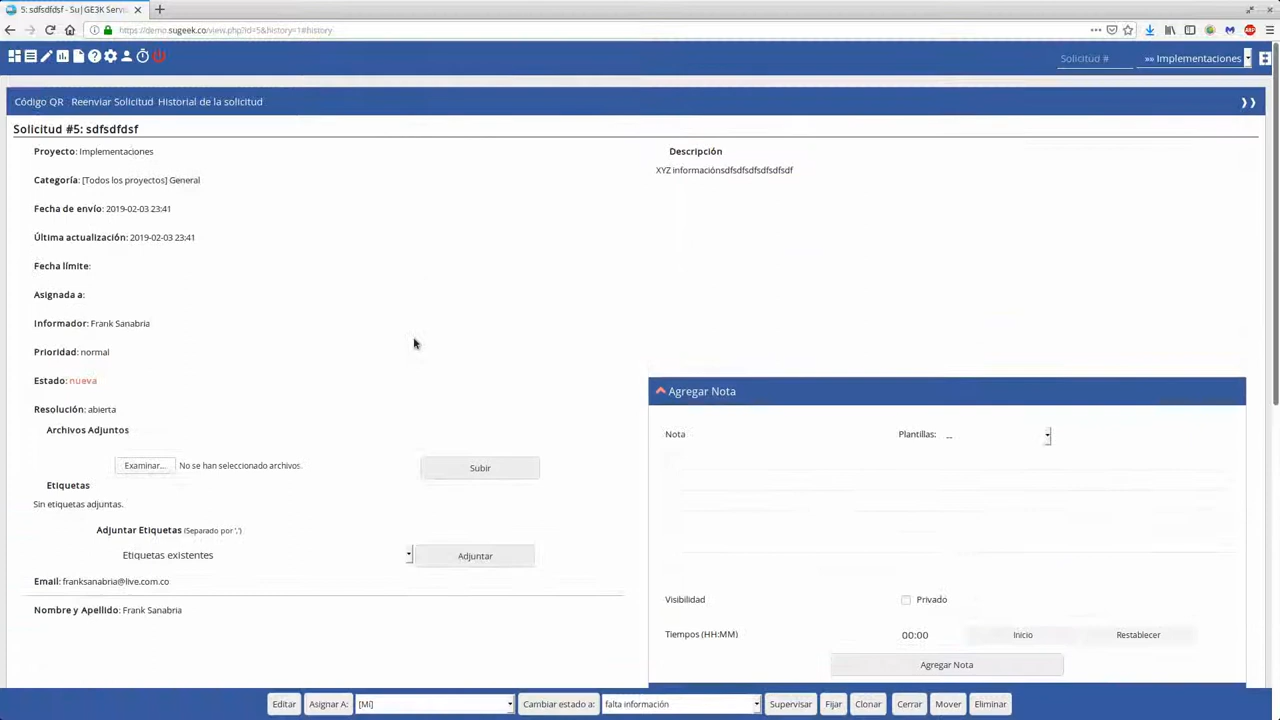 5: sdfsdfdsf - Su¡GE3K Servi
https://demo.sugeek.co/view.php?id=5&history=1#history
Solicitud #
»» Implementaciones
Código QR Reenviar Solicitud Historial de la solicitud
❯❯
Solicitud #5: sdfsdfdsf
Proyecto: Implementaciones
Categoría: [Todos los proyectos] General
Fecha de envío: 2019-02-03 23:41
Última actualización: 2019-02-03 23:41
Fecha límite:
Asignada a:
Informador: Frank Sanabria
Prioridad: normal
Estado: nueva
Resolución: abierta
Archivos Adjuntos
Examinar... No se han seleccionado archivos.
Subir
Etiquetas
Sin etiquetas adjuntas.
Adjuntar Etiquetas (Separado por ',')
Etiquetas existentes
Adjuntar
Email: franksanabria@live.com.co
Nombre y Apellido: Frank Sanabria
Descripción
XYZ informaciónsdfsdfsdfsdfsdfsdf
Agregar Nota
Nota
Plantillas: --
Visibilidad
Privado
Tiempos (HH:MM)
00:00
Inicio
Restablecer
Agregar Nota
Editar
Asignar A:
[Mí]
Cambiar estado a:
falta información
Supervisar
Fijar
Clonar
Cerrar
Mover
Eliminar